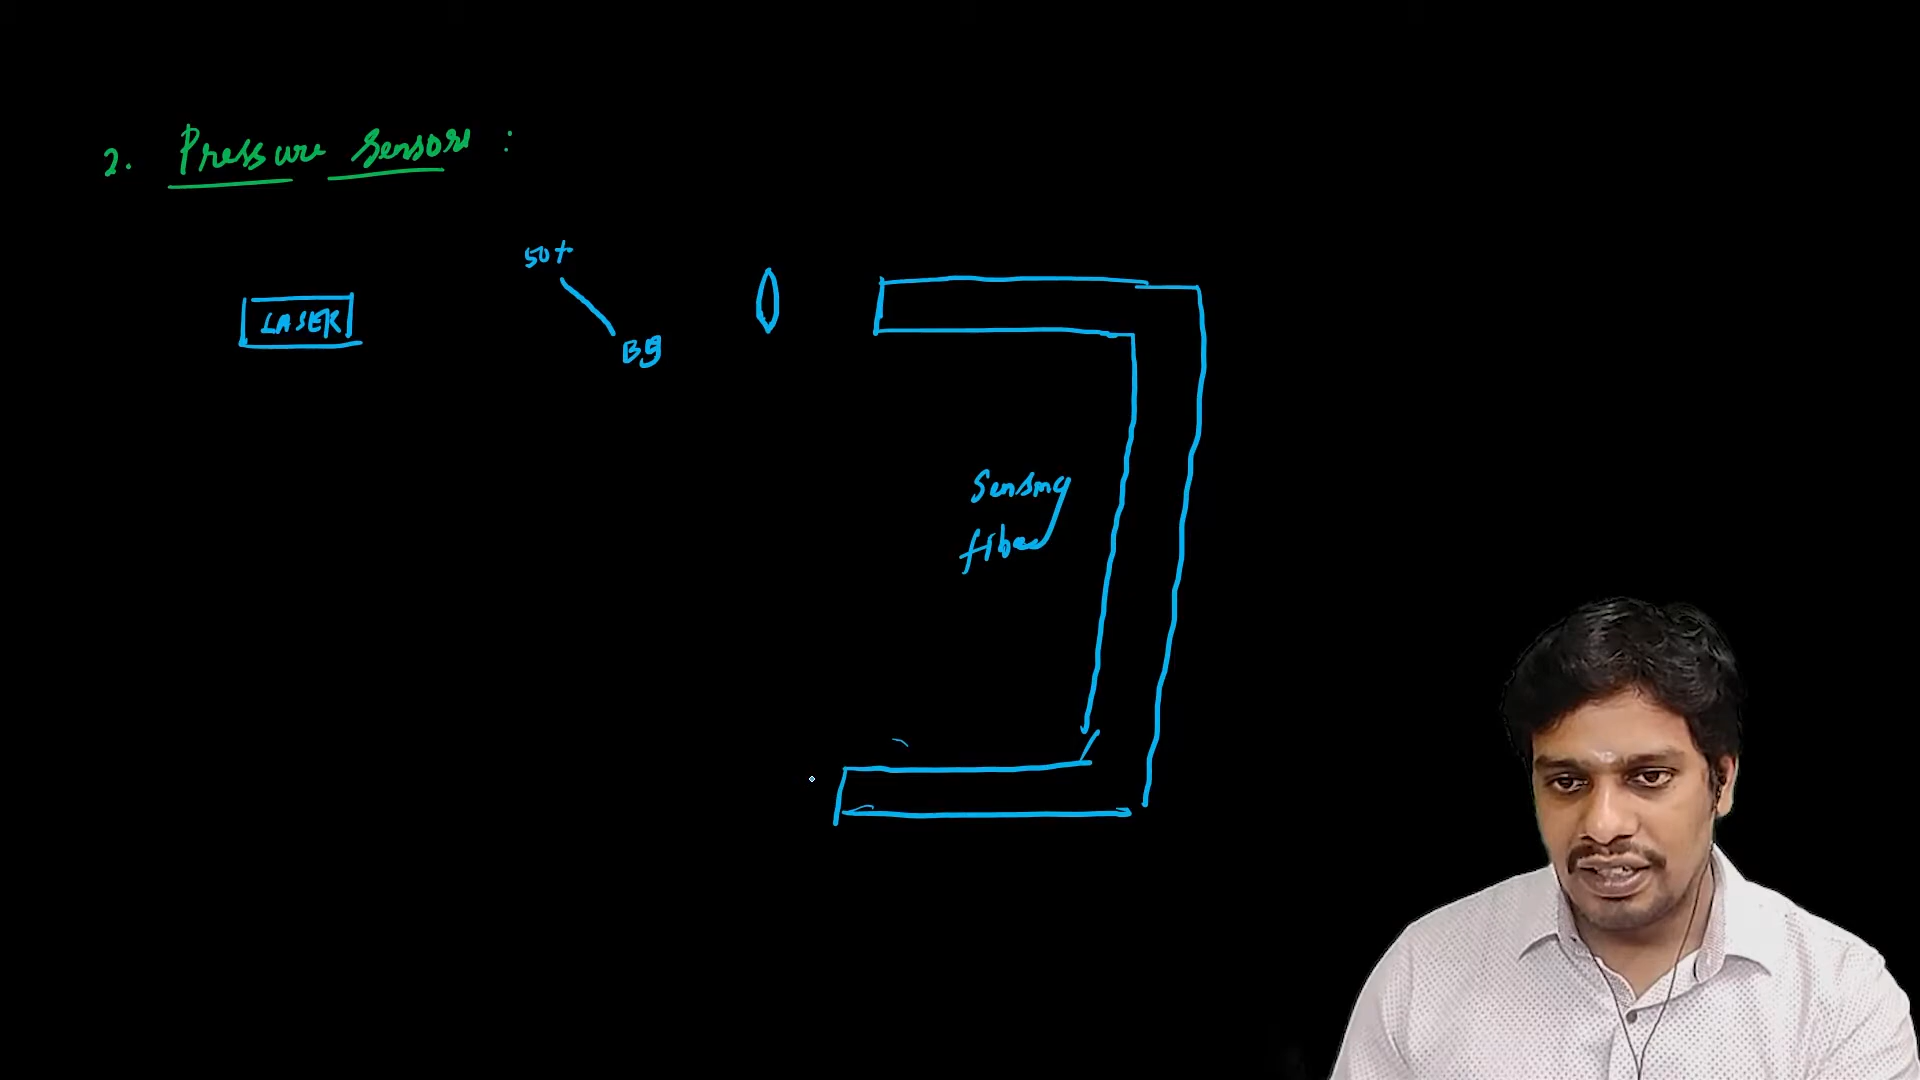 2. Pressure Sensors :
50%
LASER
BS
Sensing
fiber